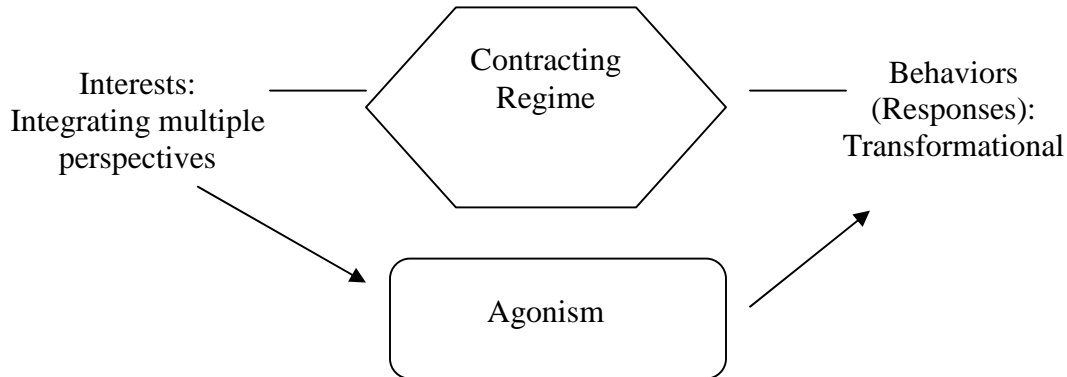 Interests:
Integrating multiple
perspectives
Contracting
Regime
Behaviors
(Responses):
Transformational
Agonism